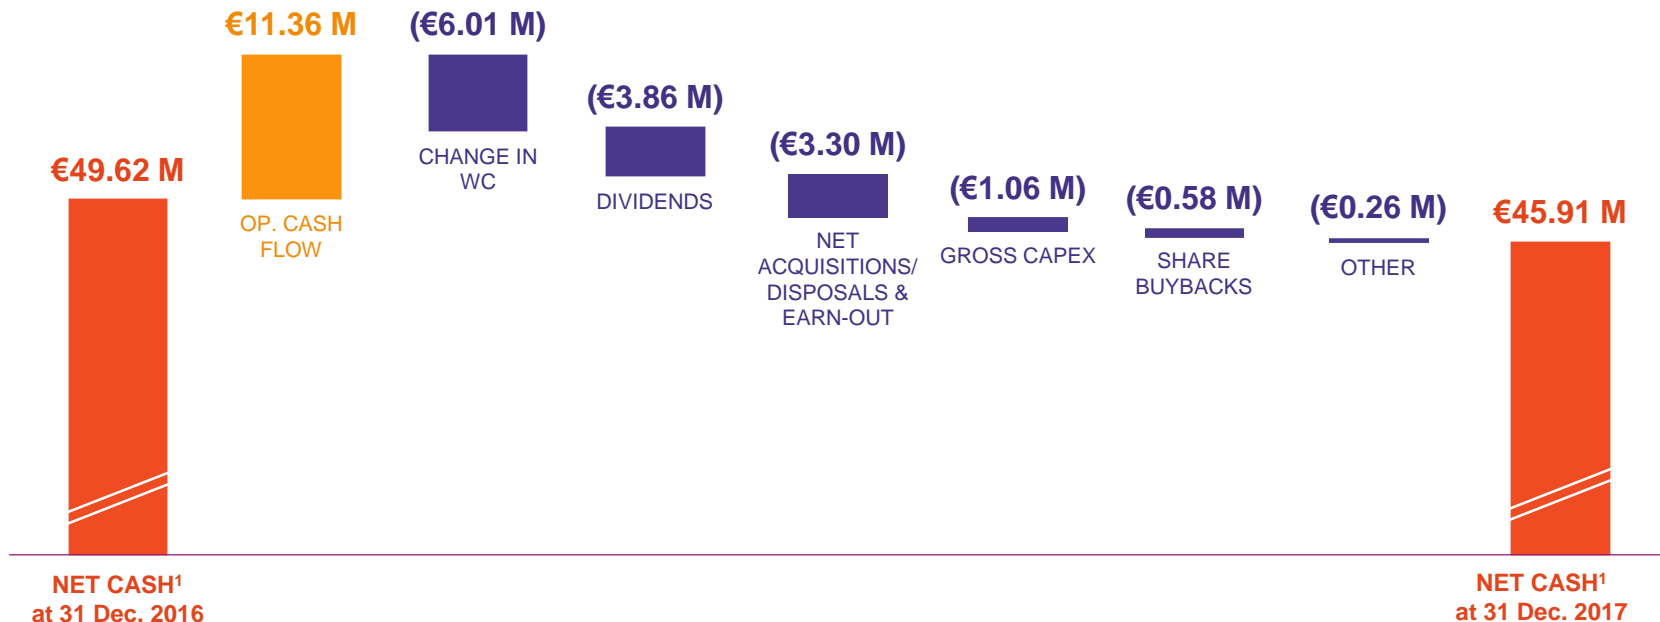 €49.62 M
NET CASH¹
at 31 Dec. 2016
€11.36 M
OP. CASH
FLOW
(€6.01 M)
CHANGE IN
WC
(€3.86 M)
DIVIDENDS
(€3.30 M)
NET
ACQUISITIONS/
DISPOSALS &
EARN-OUT
(€1.06 M)
GROSS CAPEX
(€0.58 M)
SHARE
BUYBACKS
(€0.26 M)
OTHER
€45.91 M
NET CASH¹
at 31 Dec. 2017